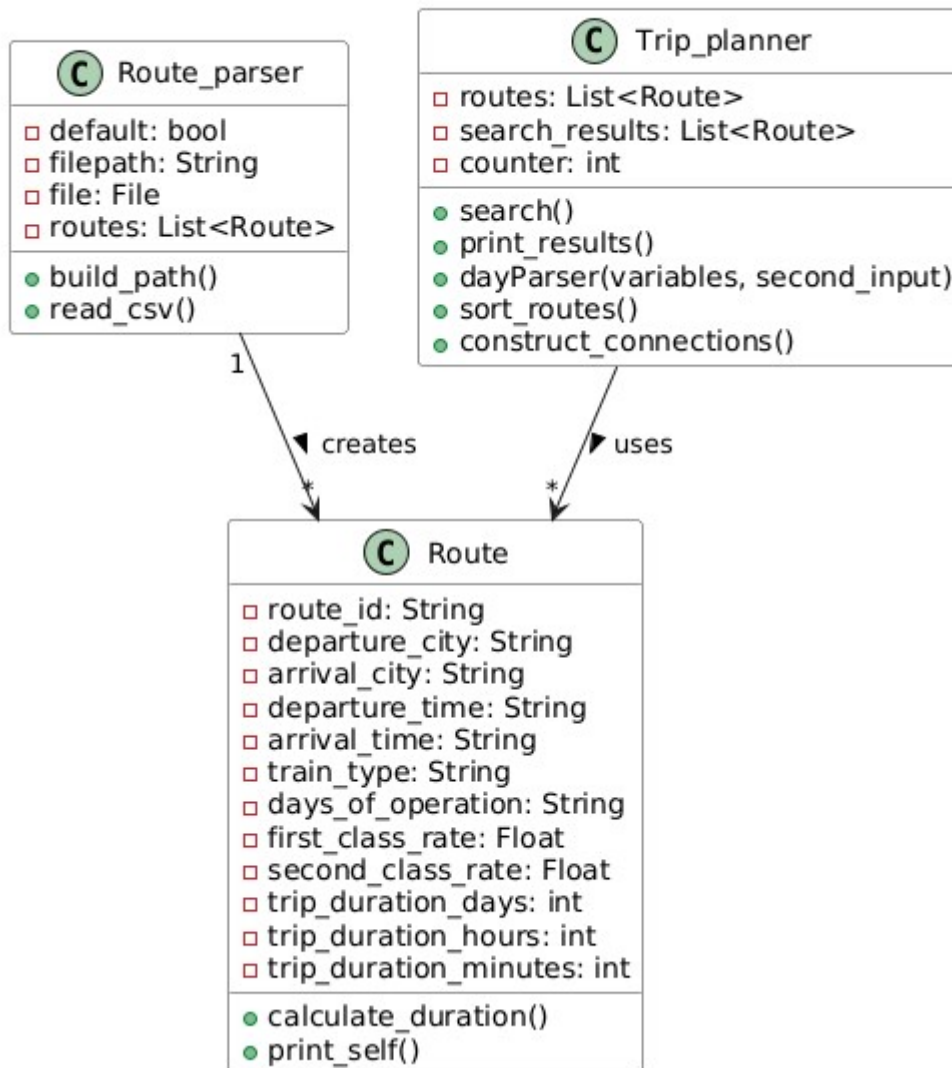 C Route_parser
default: bool
filepath: String
file: File
routes: List<Route>
build_path()
read_csv()
C Trip_planner
routes: List<Route>
search_results: List<Route>
counter: int
search()
print_results()
dayParser(variables, second_input)
sort_routes()
construct_connections()
1
creates
*
uses
*
C Route
route_id: String
departure_city: String
arrival_city: String
departure_time: String
arrival_time: String
train_type: String
days_of_operation: String
first_class_rate: Float
second_class_rate: Float
trip_duration_days: int
trip_duration_hours: int
trip_duration_minutes: int
calculate_duration()
print_self()